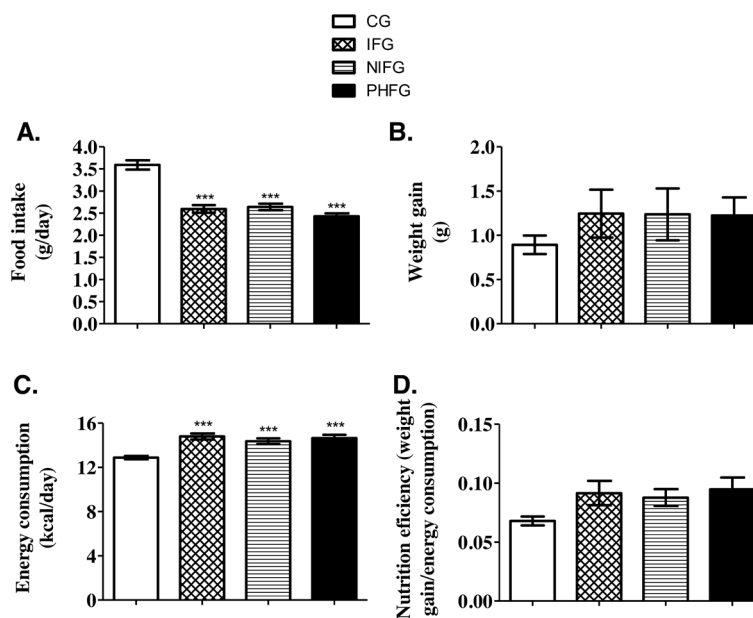 CG
IFG
NIFG
PHFG
A.
Food intake
(g/day)
4.0
3.5
3.0
2.5
2.0
1.5
1.0
0.5
0.0
***
***
***
B.
Weight gain
(g)
2.0
1.5
1.0
0.5
0.0
C.
Energy consumption
(kcal/day)
16
12
8
4
0
***
***
***
D.
Nutrition eficiency (weight
gain/energy consumption)
0.15
0.10
0.05
0.00